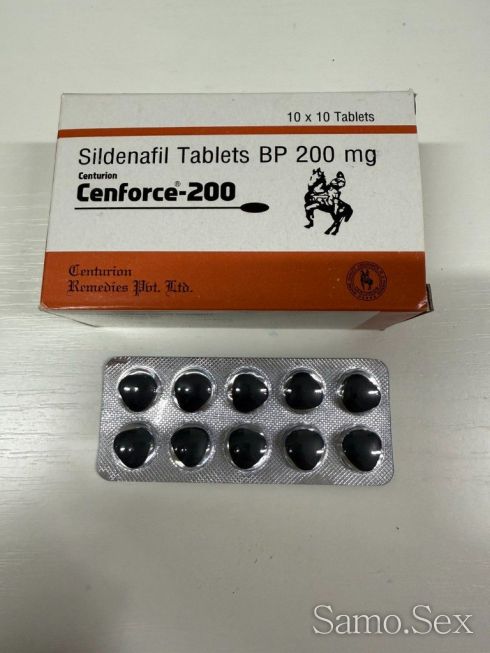 10 x 10 Tablets
Sildenafil Tablets BP 200 mg
Centurion
Cenforce®-200
Centurion
Remedies Pvt. Ltd.
Samo.Sex